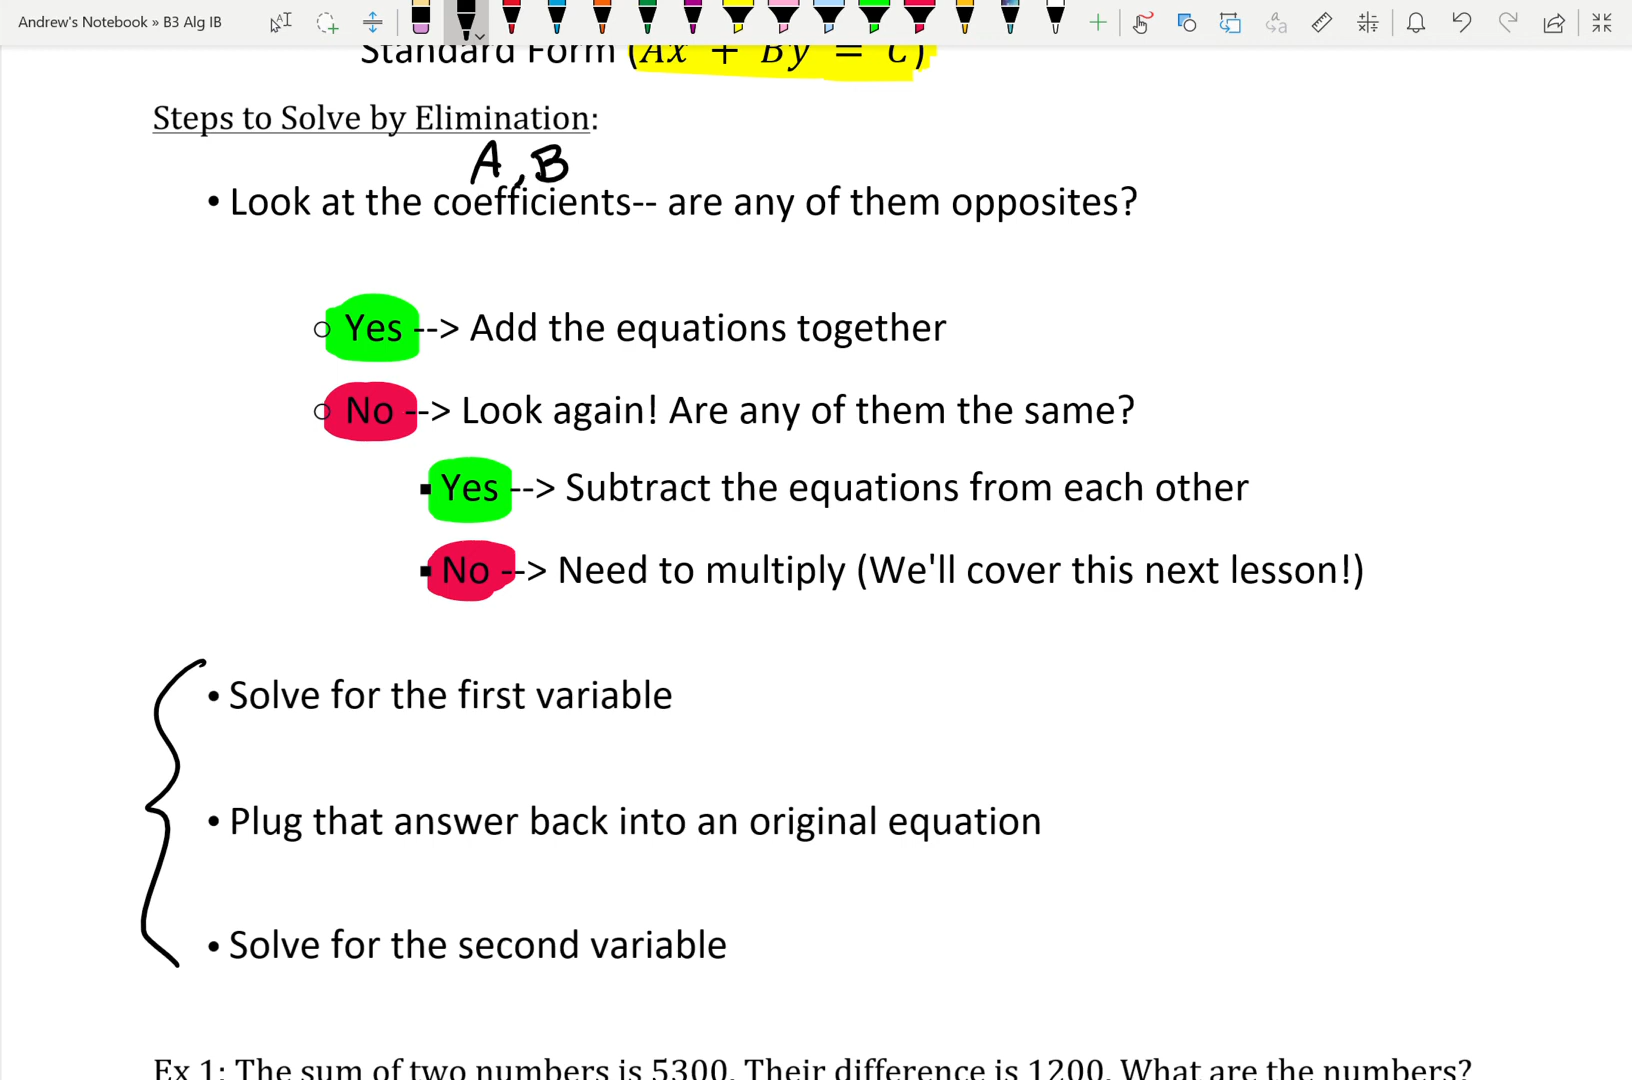 Andrew's Notebook » B3 Alg IB
Standard Form (Ax + By = C)
Steps to Solve by Elimination:
A, B
• Look at the coefficients-- are any of them opposites?
○ Yes --> Add the equations together
○ No --> Look again! Are any of them the same?
▪ Yes --> Subtract the equations from each other
▪ No --> Need to multiply (We'll cover this next lesson!)
• Solve for the first variable
• Plug that answer back into an original equation
• Solve for the second variable
Ex 1: The sum of two numbers is 5300. Their difference is 1200. What are the numbers?